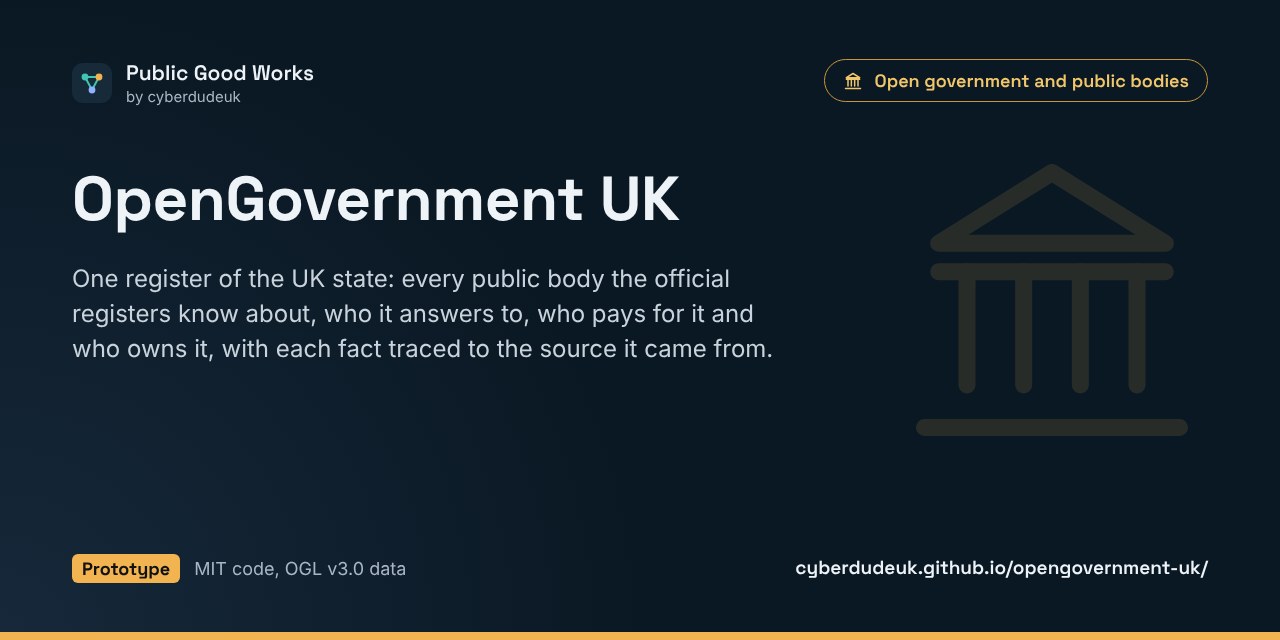 Public Good Works
by cyberdudeuk
Open government and public bodies
OpenGovernment UK
One register of the UK state: every public body the official
registers know about, who it answers to, who pays for it and
who owns it, with each fact traced to the source it came from.
Prototype
MIT code, OGL v3.0 data
cyberdudeuk.github.io/opengovernment-uk/